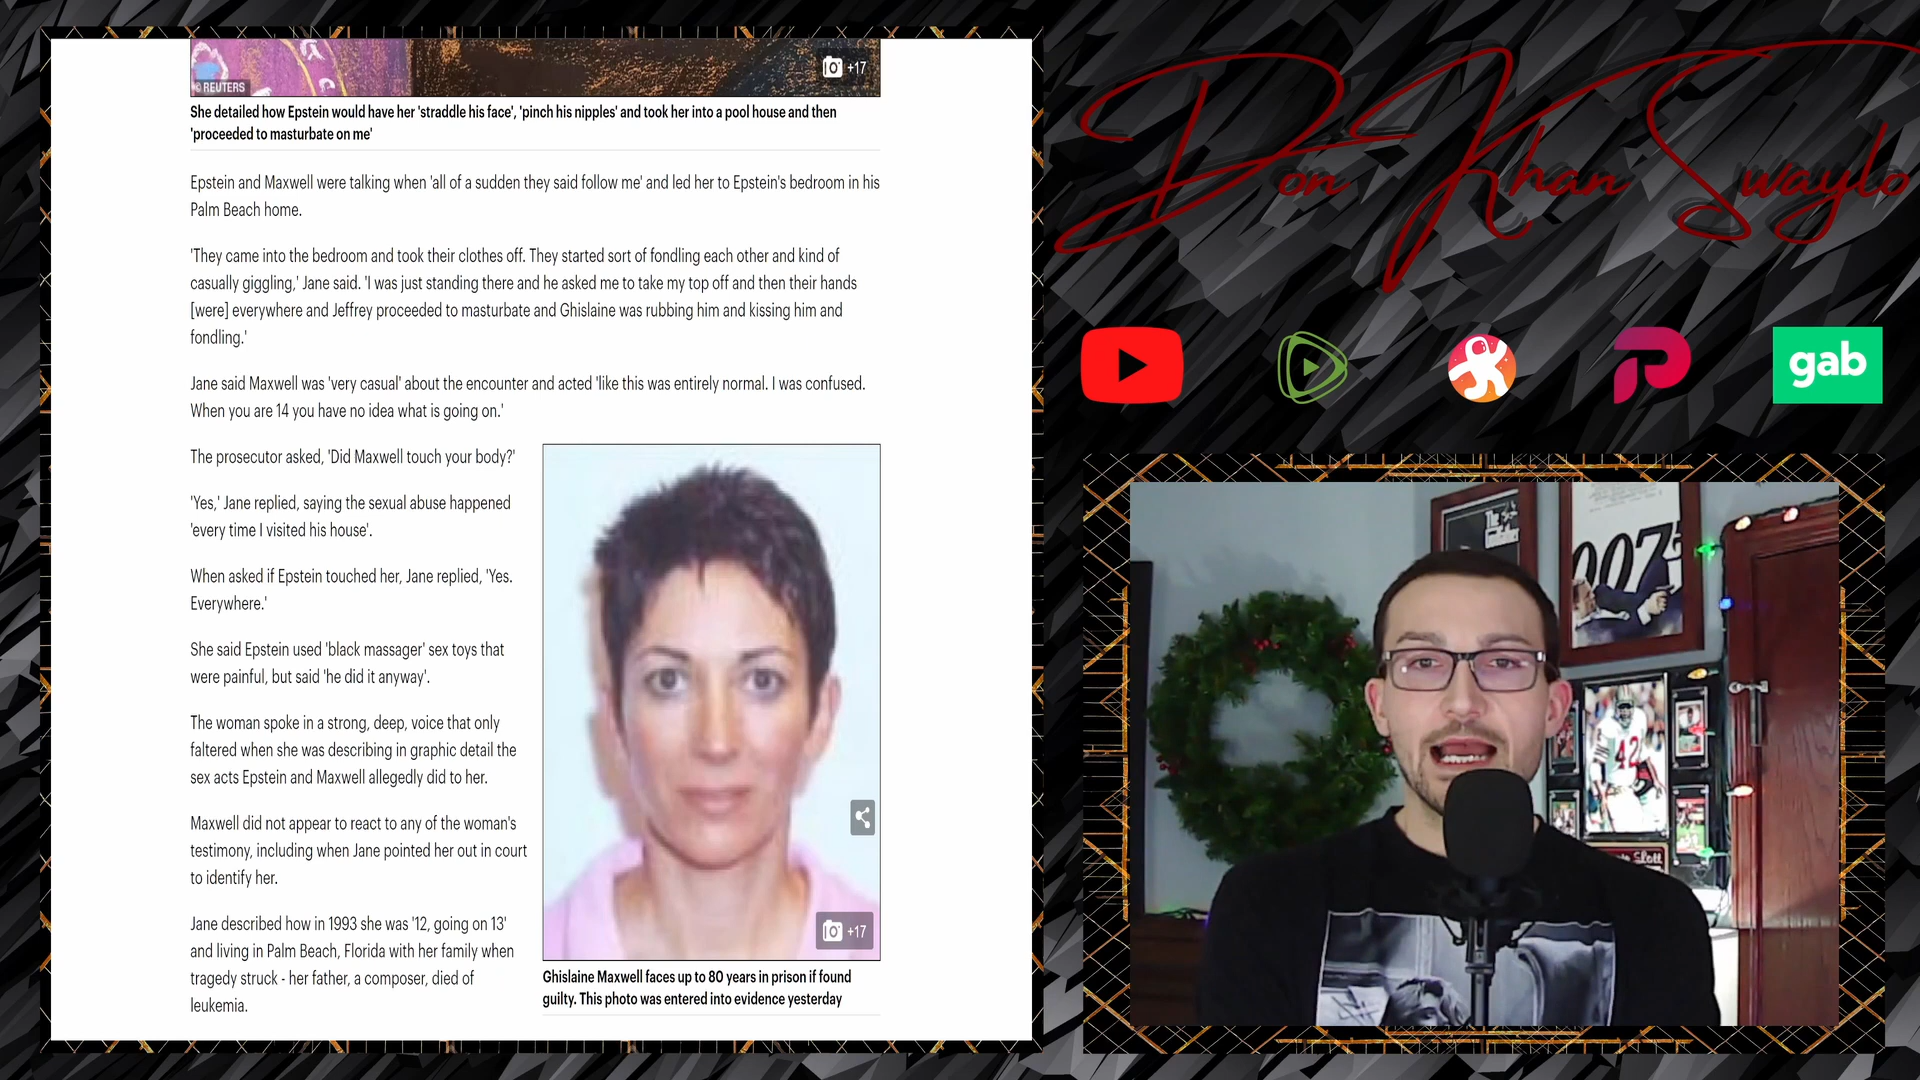 © REUTERS
+17
She detailed how Epstein would have her 'straddle his face', 'pinch his nipples' and took her into a pool house and then
'proceeded to masturbate on me'
Epstein and Maxwell were talking when 'all of a sudden they said follow me' and led her to Epstein's bedroom in his
Palm Beach home.
'They came into the bedroom and took their clothes off. They started sort of fondling each other and kind of
casually giggling,' Jane said. 'I was just standing there and he asked me to take my top off and then their hands
[were] everywhere and Jeffrey proceeded to masturbate and Ghislaine was rubbing him and kissing him and
fondling.'
Jane said Maxwell was 'very casual' about the encounter and acted 'like this was entirely normal. I was confused.
When you are 14 you have no idea what is going on.'
The prosecutor asked, 'Did Maxwell touch your body?'
'Yes,' Jane replied, saying the sexual abuse happened
'every time I visited his house'.
When asked if Epstein touched her, Jane replied, 'Yes.
Everywhere.'
She said Epstein used 'black massager' sex toys that
were painful, but said 'he did it anyway'.
The woman spoke in a strong, deep, voice that only
faltered when she was describing in graphic detail the
sex acts Epstein and Maxwell allegedly did to her.
Maxwell did not appear to react to any of the woman's
testimony, including when Jane pointed her out in court
to identify her.
Jane described how in 1993 she was '12, going on 13'
and living in Palm Beach, Florida with her family when
tragedy struck - her father, a composer, died of
leukemia.
+17
Ghislaine Maxwell faces up to 80 years in prison if found
guilty. This photo was entered into evidence yesterday
Don Khan Swaylo
gab
The
007
42